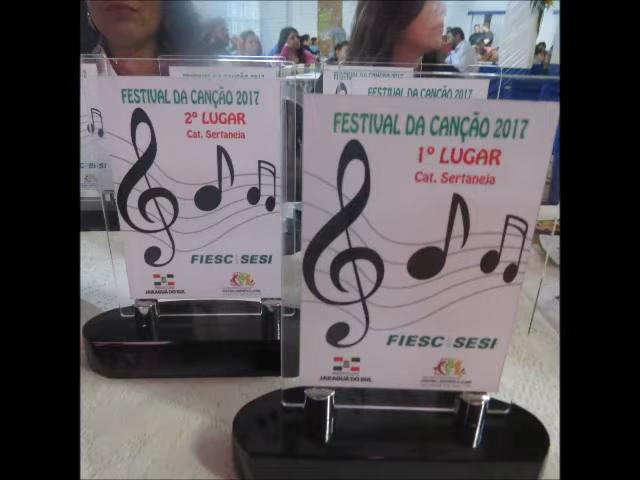 FESTIVAL DA CANÇÃO 2017
2º LUGAR
Cat. Sertaneja
FIESC SESI
JARAGUÁ DO SUL
FESTIVAL DA CANÇÃO 2017
1º LUGAR
Cat. Sertaneja
FIESC SESI
JARAGUÁ DO SUL
FESTIVAL DA CANÇÃO 2017
SESI